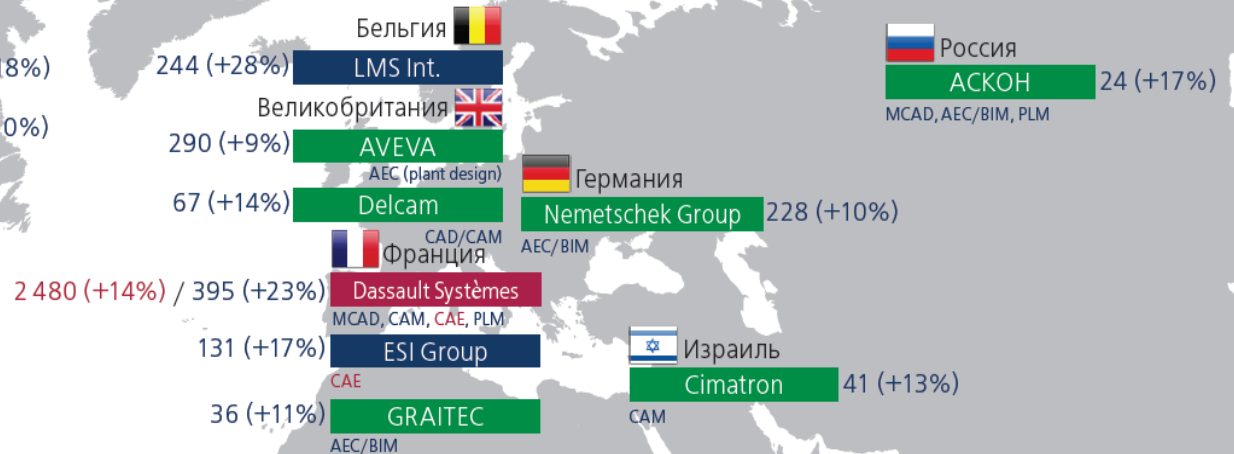 8%)
0%)
Бельгия
244 (+28%) LMS Int.
Великобритания
290 (+9%) AVEVA
AEC (plant design)
67 (+14%) Delcam
CAD/CAM
Франция
2 480 (+14%) / 395 (+23%) Dassault Systèmes
MCAD, CAM, CAE, PLM
131 (+17%) ESI Group
CAE
36 (+11%) GRAITEC
AEC/BIM
Германия
Nemetschek Group 228 (+10%)
AEC/BIM
Израиль
Cimatron 41 (+13%)
CAM
Россия
АСКОН 24 (+17%)
MCAD, AEC/BIM, PLM